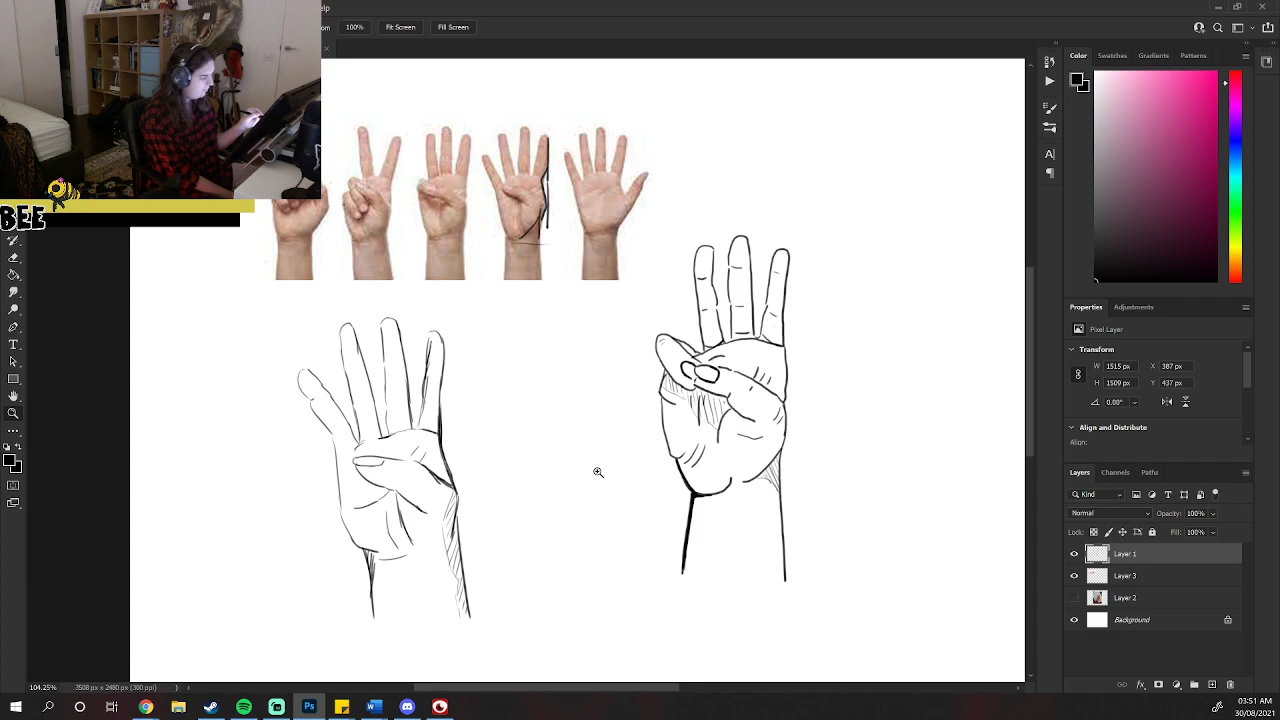 elp
100%
Fit Screen
Fit Screen
BEE
Color
Swatches
Gradients
Patterns
Properties
Adjustments
Pixel Layer
Transform
W
1515 px
X
387 px
H
1509 px
Y
437 px
0.00°
Align and Distribute
Align:
Layers
Channels
Paths
Kind
Normal
Opacity: 100%
Lock:
Fill: 100%
Layer 1
Layer 3
Layer 2
Background
104.25%
3508 px x 2480 px (300 ppi)
fx
03:51 AM
30/08/2021